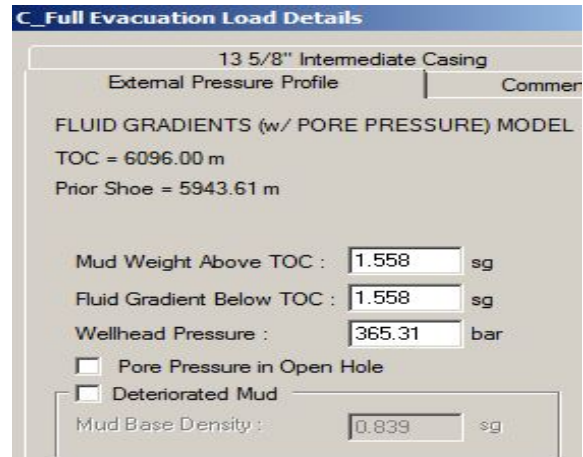 C_Full Evacuation Load Details
13 5/8" Intermediate Casing
External Pressure Profile Commen
FLUID GRADIENTS (w/ PORE PRESSURE) MODEL
TOC = 6096.00 m
Prior Shoe = 5943.61 m
Mud Weight Above TOC : 1.558 sg
Fluid Gradient Below TOC : 1.558 sg
Wellhead Pressure : 365.31 bar
Pore Pressure in Open Hole
Deteriorated Mud
Mud Base Density : 0.839 sg